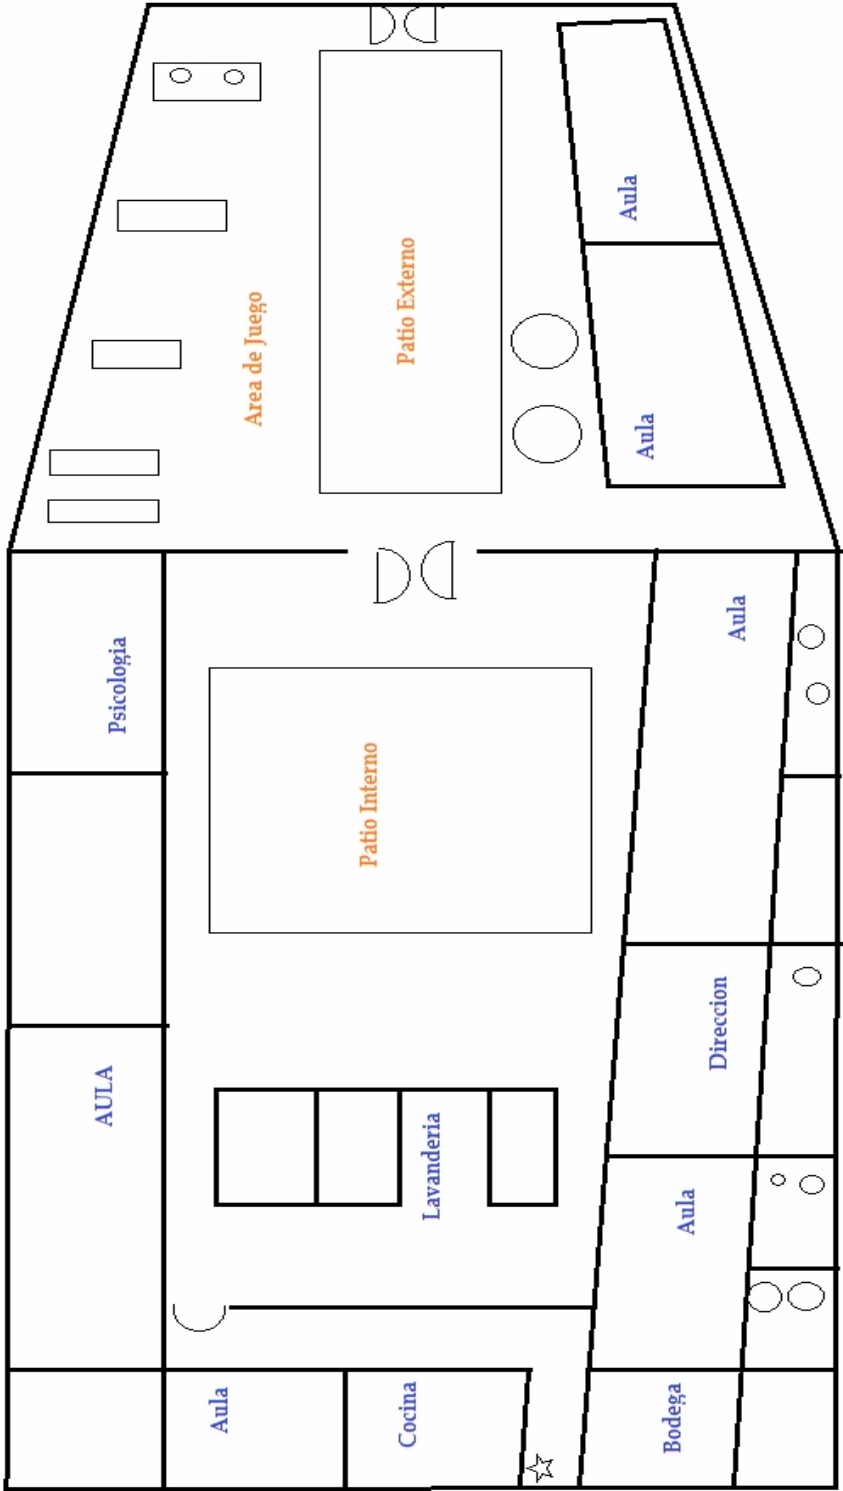 Aula
Patio Externo
Area de Juego
Aula
Aula
Psicologia
Patio Interno
Direccion
AULA
Lavanderia
Aula
Aula
Cocina
Bodega